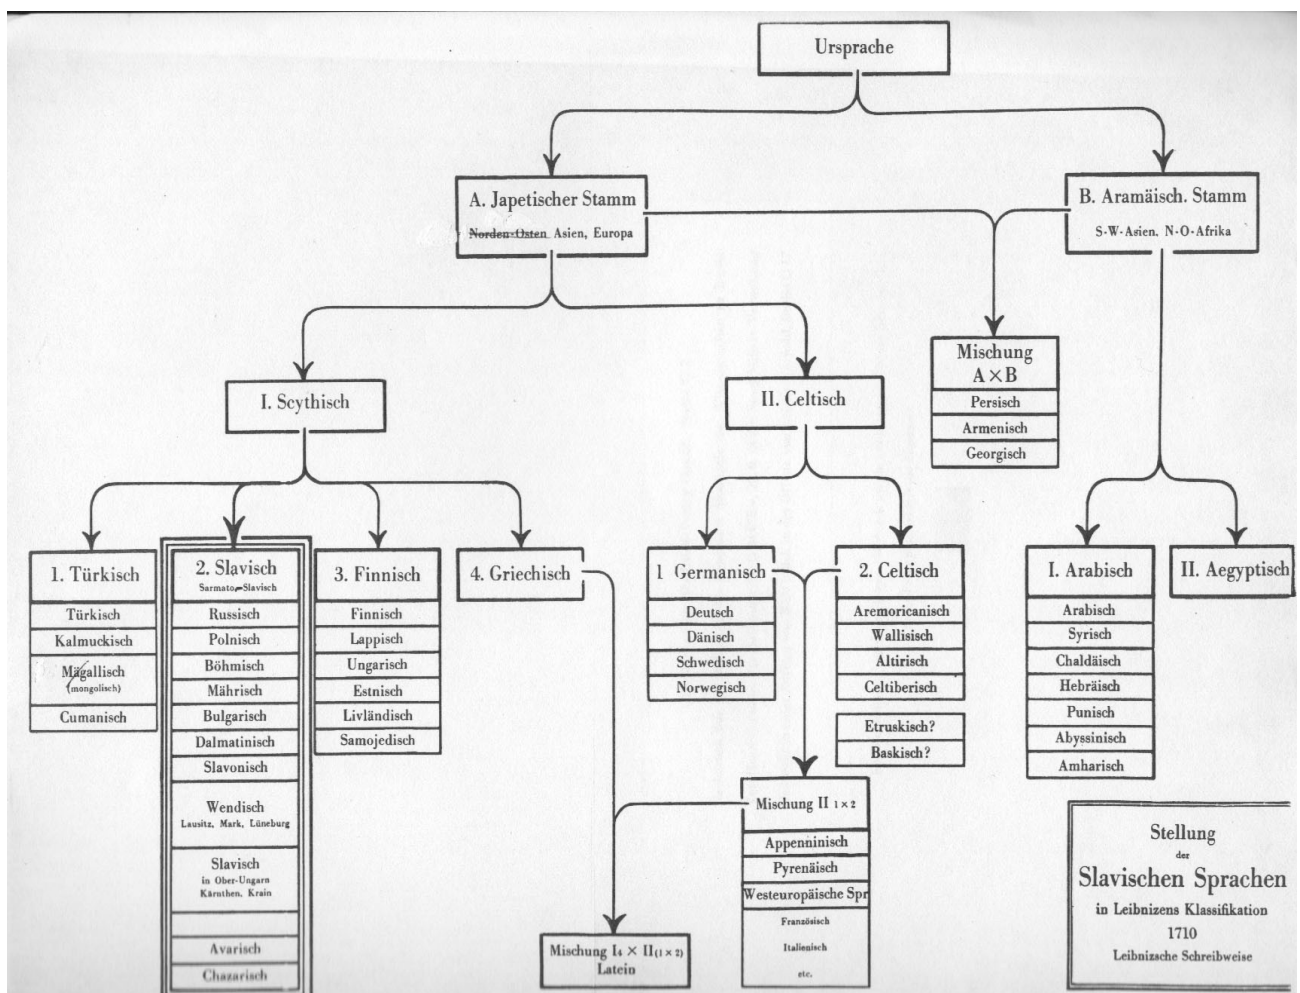 Ursprache
A. Japetischer Stamm
Norden-Osten Asien, Europa
B. Aramäisch. Stamm
S-W-Asien, N-O-Afrika
Mischung
A×B
Persisch
Armenisch
Georgisch
I. Scythisch
II. Celtisch
1. Türkisch
Türkisch
Kalmuckisch
Mägallisch
(mongolisch)
Cumanisch
2. Slavisch
Sarmato-Slavisch
Russisch
Polnisch
Böhmisch
Mährisch
Bulgarisch
Dalmatinisch
Slavonisch
Wendisch
Lausitz, Mark, Lüneburg
Slavisch
in Ober-Ungarn
Kärnthen, Krain
Avarisch
Chazarisch
3. Finnisch
Finnisch
Lappisch
Ungarisch
Estnisch
Livländisch
Samojedisch
4. Griechisch
1 Germanisch
Deutsch
Dänisch
Schwedisch
Norwegisch
2. Celtisch
Aremoricanisch
Wallisisch
Altirisch
Celtiberisch
Etruskisch?
Baskisch?
I. Arabisch
Arabisch
Syrisch
Chaldäisch
Hebräisch
Punisch
Abyssinisch
Amharisch
II. Aegyptisch
Mischung II 1×2
Appenninisch
Pyrenäisch
Westeuropäische Spr
Französisch
Italienisch
etc.
Mischung I4 × II(1×2)
Latein
Stellung
der
Slavischen Sprachen
in Leibnizens Klassifikation
1710
Leibnizsche Schreibweise